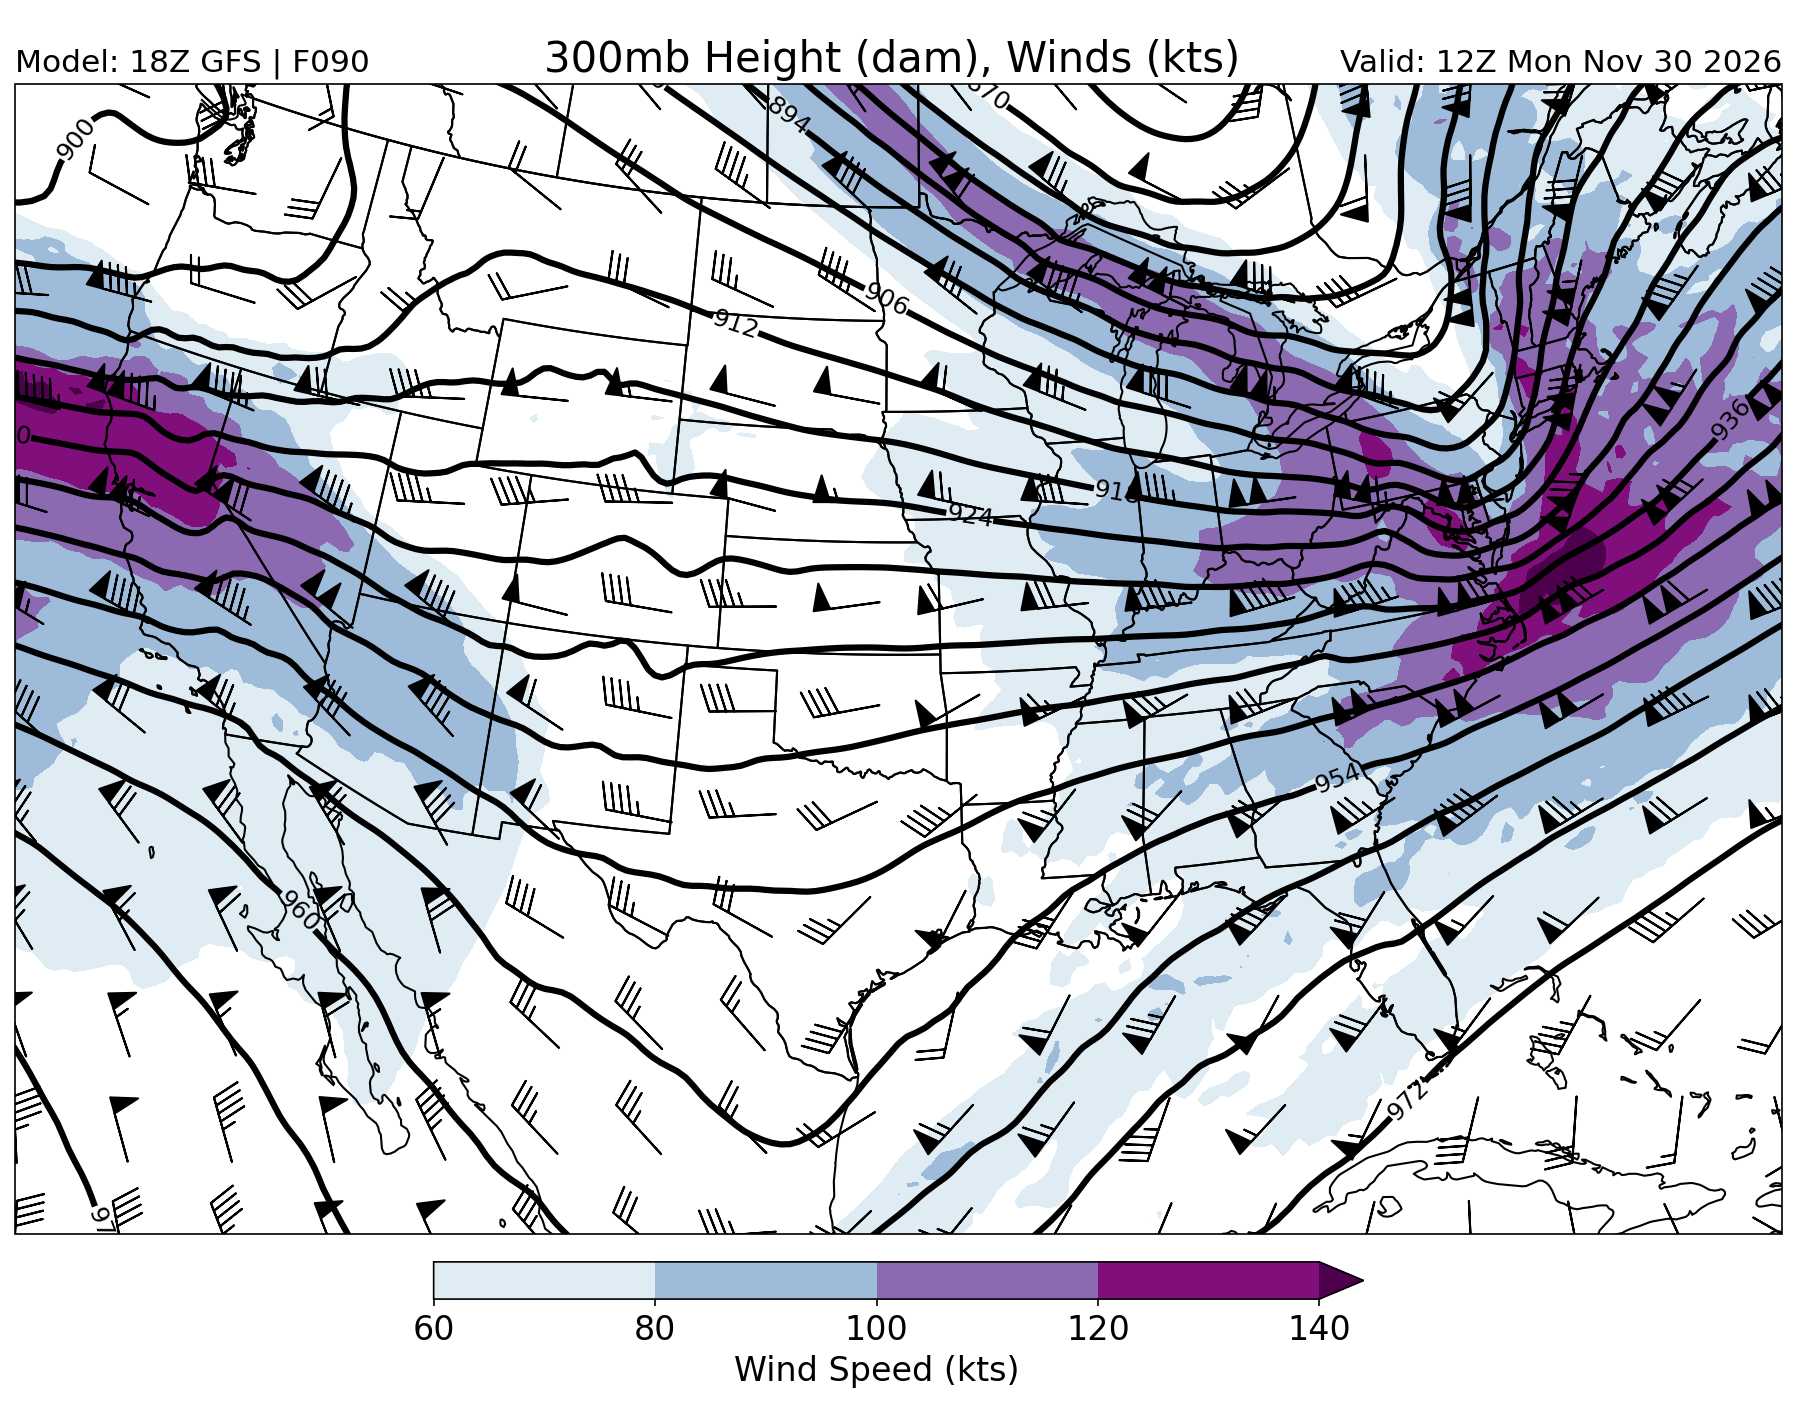 Model: 18Z GFS | F090
300mb Height (dam), Winds (kts)
Valid: 12Z Mon Nov 30 2026
870
894
900
906
912
936
918
924
954
960
972
60 80 100 120 140
Wind Speed (kts)